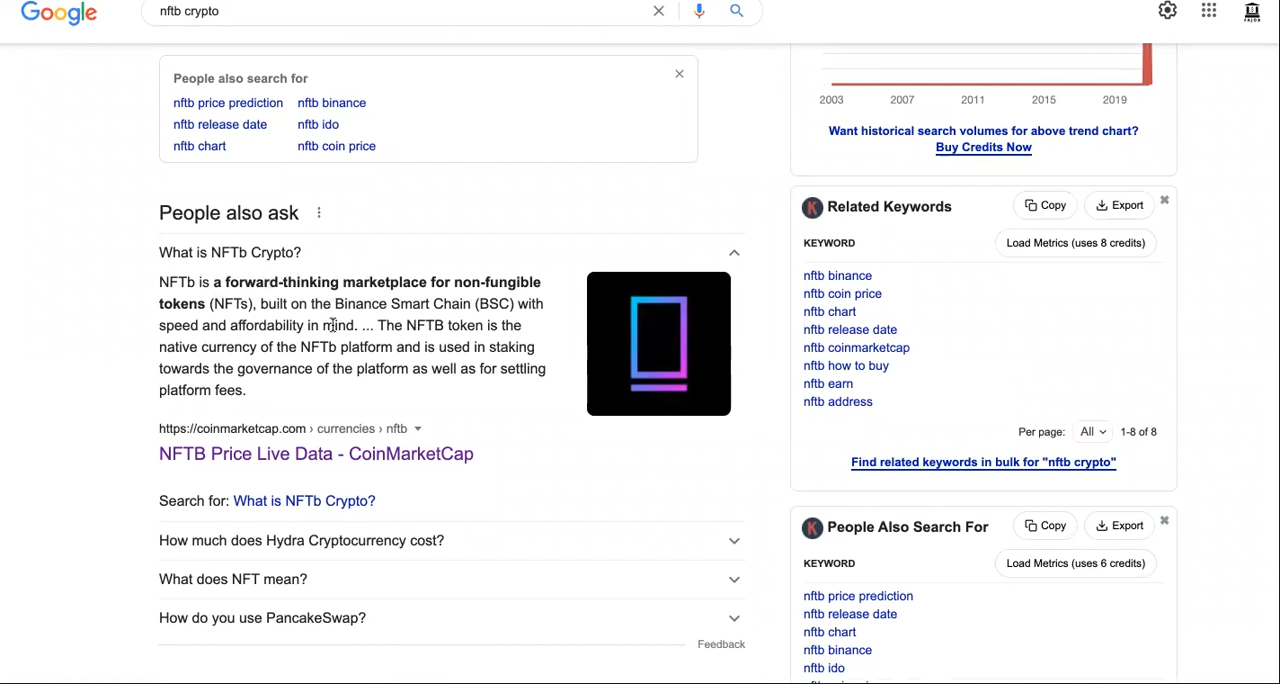 Google
nftb crypto
People also search for
nftb price prediction nftb binance
nftb release date nftb ido
nftb chart nftb coin price
People also ask
What is NFTb Crypto?
NFTb is a forward-thinking marketplace for non-fungible
tokens (NFTs), built on the Binance Smart Chain (BSC) with
speed and affordability in mind. ... The NFTB token is the
native currency of the NFTb platform and is used in staking
towards the governance of the platform as well as for settling
platform fees.
https://coinmarketcap.com › currencies › nftb
NFTB Price Live Data - CoinMarketCap
Search for: What is NFTb Crypto?
How much does Hydra Cryptocurrency cost?
What does NFT mean?
How do you use PancakeSwap?
Feedback
2003 2007 2011 2015 2019
Want historical search volumes for above trend chart?
Buy Credits Now
K Related Keywords Copy Export
KEYWORD Load Metrics (uses 8 credits)
nftb binance
nftb coin price
nftb chart
nftb release date
nftb coinmarketcap
nftb how to buy
nftb earn
nftb address
Per page: All 1-8 of 8
Find related keywords in bulk for "nftb crypto"
K People Also Search For Copy Export
KEYWORD Load Metrics (uses 6 credits)
nftb price prediction
nftb release date
nftb chart
nftb binance
nftb ido